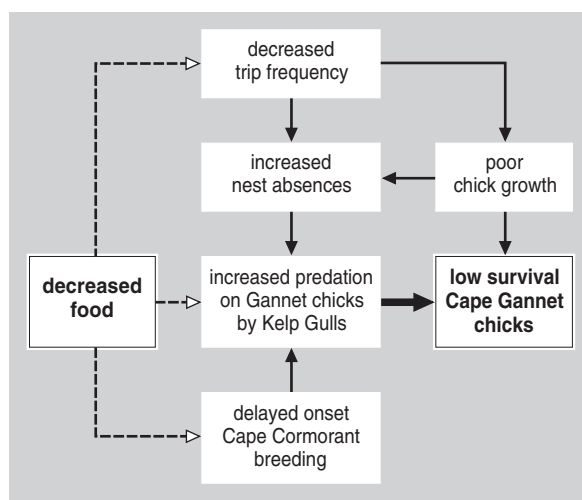 decreased
trip frequency
increased
nest absences
poor
chick growth
decreased
food
increased predation
on Gannet chicks
by Kelp Gulls
low survival
Cape Gannet
chicks
delayed onset
Cape Cormorant
breeding